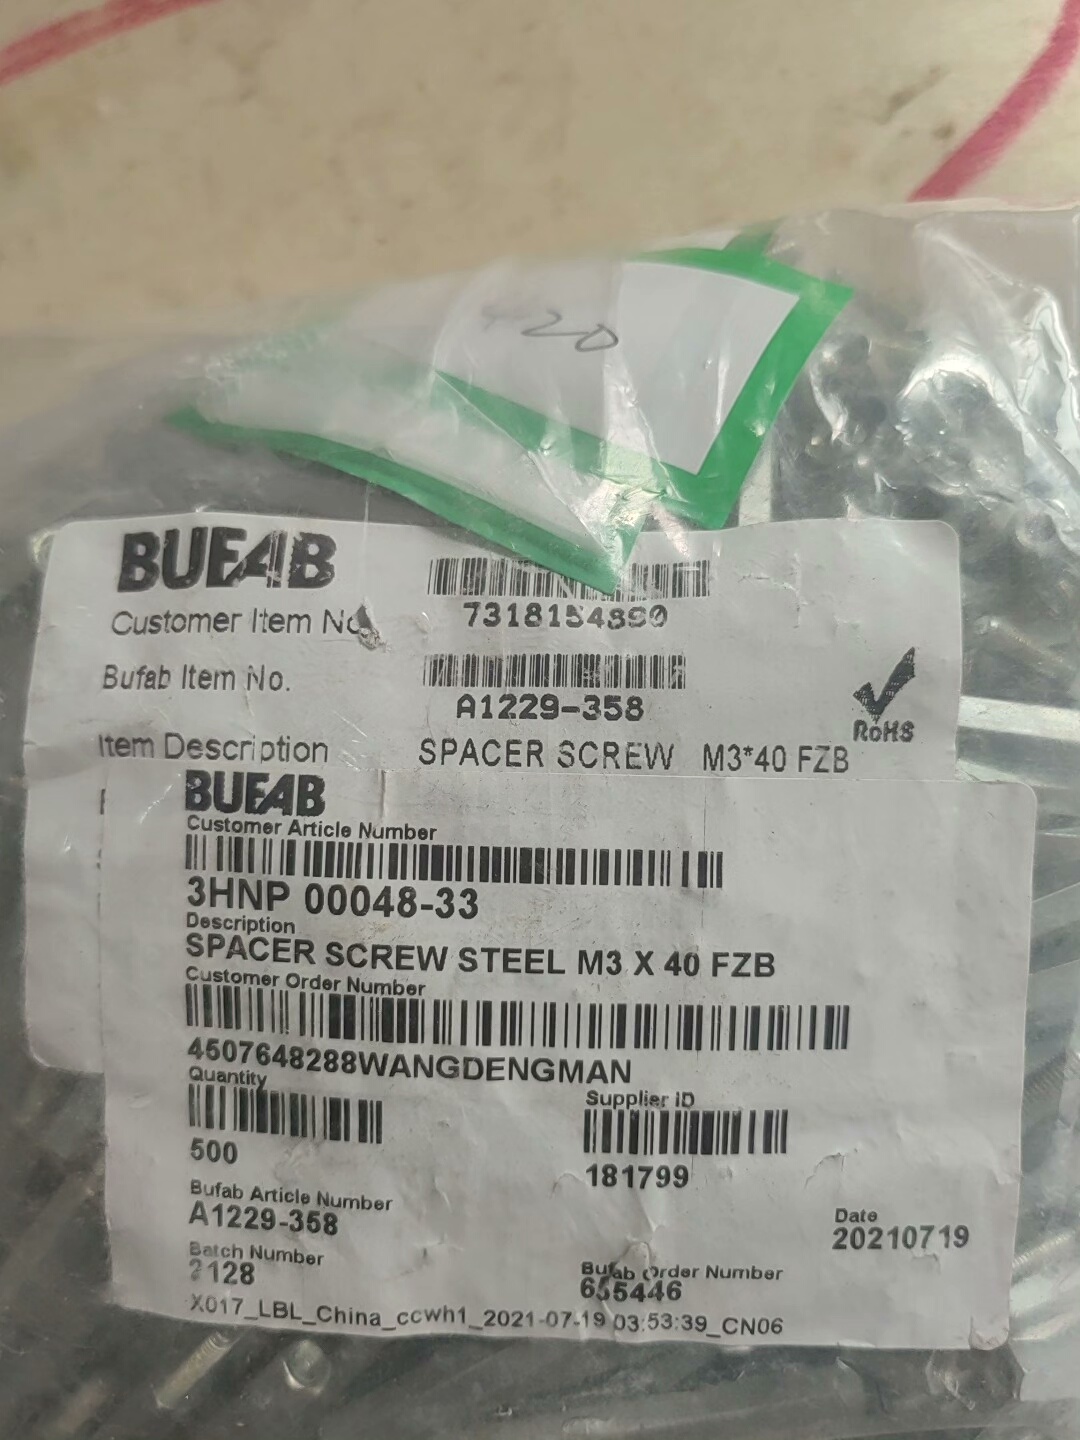 420
BUFAB
Customer Item No.
7318154890
Bufab Item No.
A1229-358
RoHS
Item Description SPACER SCREW M3*40 FZB
BUFAB
Customer Article Number
3HNP 00048-33
Description
SPACER SCREW STEEL M3 X 40 FZB
Customer Order Number
4507648288WANGDENGMAN
Quantity
500
Supplier ID
181799
Bufab Article Number
A1229-358
Date
20210719
Batch Number
2128
Bufab Order Number
655446
X017_LBL_China_ccwh1_2021-07-19 03:53:39_CN06